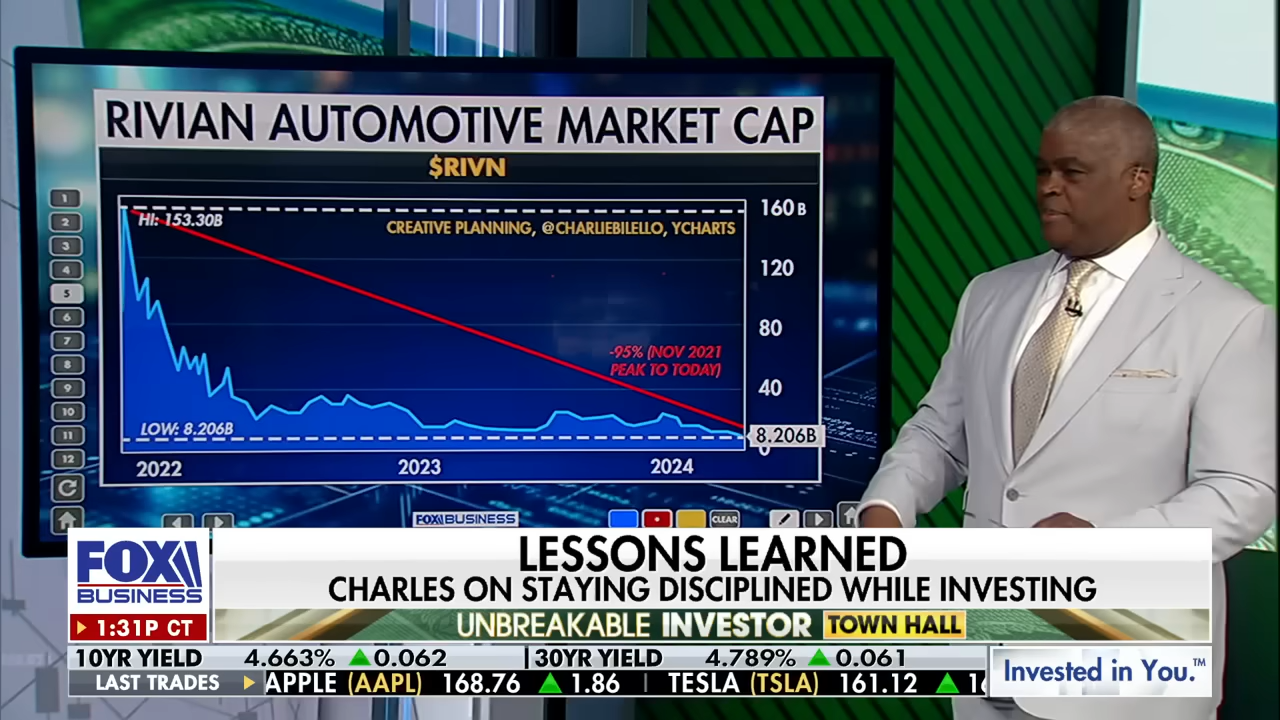 RIVIAN AUTOMOTIVE MARKET CAP
$RIVN
HI: 153.30B
CREATIVE PLANNING, @CHARLIEBILELLO, YCHARTS
160 B
120
80
40
0
-95% (NOV 2021
PEAK TO TODAY)
LOW: 8.206B
8.206B
2022
2023
2024
1
2
3
4
5
6
7
8
9
10
11
12
FOX BUSINESS
CLEAR
FOX
BUSINESS
1:31P CT
LESSONS LEARNED
CHARLES ON STAYING DISCIPLINED WHILE INVESTING
UNBREAKABLE INVESTOR TOWN HALL
10YR YIELD 4.663% 0.062 30YR YIELD 4.789% 0.061
LAST TRADES APPLE (AAPL) 168.76 1.86 TESLA (TSLA) 161.12
Invested in You.™